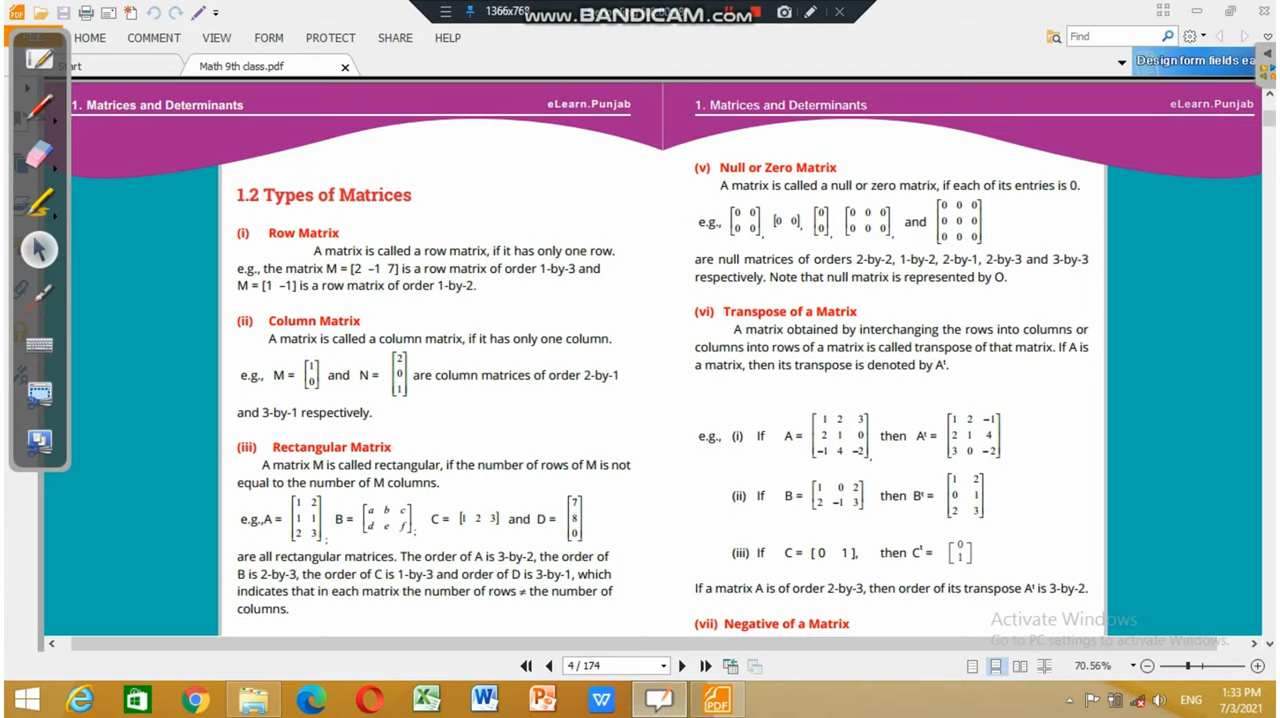 1366x768
www.BANDICAM.com
FILE HOME COMMENT VIEW FORM PROTECT SHARE HELP
Find
Start
Math 9th class.pdf
Design form fields ea
1. Matrices and Determinants
eLearn.Punjab
1.2 Types of Matrices
(i) Row Matrix
A matrix is called a row matrix, if it has only one row.
e.g., the matrix M = [2 –1 7] is a row matrix of order 1-by-3 and
M = [1 –1] is a row matrix of order 1-by-2.
(ii) Column Matrix
A matrix is called a column matrix, if it has only one column.
e.g., M = [1 0] and N = [2 0 1] are column matrices of order 2-by-1
and 3-by-1 respectively.
(iii) Rectangular Matrix
A matrix M is called rectangular, if the number of rows of M is not
equal to the number of M columns.
e.g.,A = [1 2 1 1 2 3]; B = [a b c d e f]; C = [1 2 3] and D = [7 8 0]
are all rectangular matrices. The order of A is 3-by-2, the order of
B is 2-by-3, the order of C is 1-by-3 and order of D is 3-by-1, which
indicates that in each matrix the number of rows ≠ the number of
columns.
1. Matrices and Determinants
eLearn.Punjab
(v) Null or Zero Matrix
A matrix is called a null or zero matrix, if each of its entries is 0.
e.g., [0 0 0 0], [0 0], [0 0], [0 0 0 0 0 0], and [0 0 0 0 0 0 0 0 0]
are null matrices of orders 2-by-2, 1-by-2, 2-by-1, 2-by-3 and 3-by-3
respectively. Note that null matrix is represented by O.
(vi) Transpose of a Matrix
A matrix obtained by interchanging the rows into columns or
columns into rows of a matrix is called transpose of that matrix. If A is
a matrix, then its transpose is denoted by Aᵗ.
e.g., (i) If A = [1 2 3 2 1 0 –1 4 –2], then Aᵗ = [1 2 –1 2 1 4 3 0 –2]
(ii) If B = [1 0 2 2 –1 3] then Bᵗ = [1 2 0 1 2 3]
(iii) If C = [ 0 1 ], then Cᵗ = [0 1]
If a matrix A is of order 2-by-3, then order of its transpose Aᵗ is 3-by-2.
(vii) Negative of a Matrix
Activate Windows
Go to PC settings to activate Windows.
4 / 174
70.56%
ENG
1:33 PM
7/3/2021